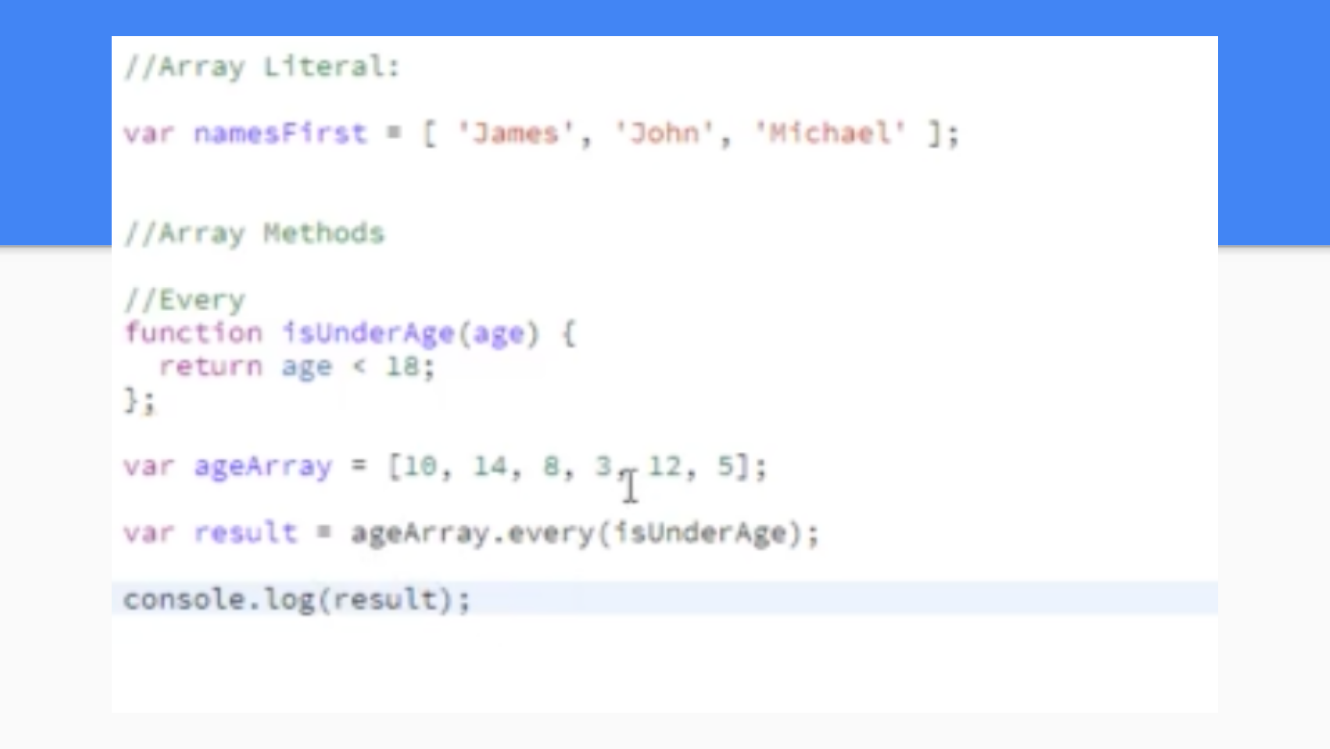 //Array Literal:
var namesFirst = [ 'James', 'John', 'Michael' ];
//Array Methods
//Every
function isUnderAge(age) {
return age < 18;
};
var ageArray = [10, 14, 8, 3, 12, 5];
var result = ageArray.every(isUnderAge);
console.log(result);